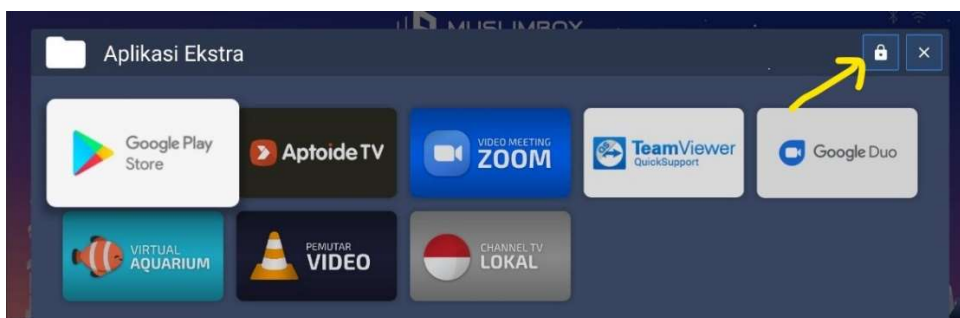 MUSLIMBOX
Aplikasi Ekstra
Google Play
Store
Aptoide TV
VIDEO MEETING
ZOOM
TeamViewer
QuickSupport
Google Duo
VIRTUAL
AQUARIUM
PEMUTAR
VIDEO
CHANNEL TV
LOKAL